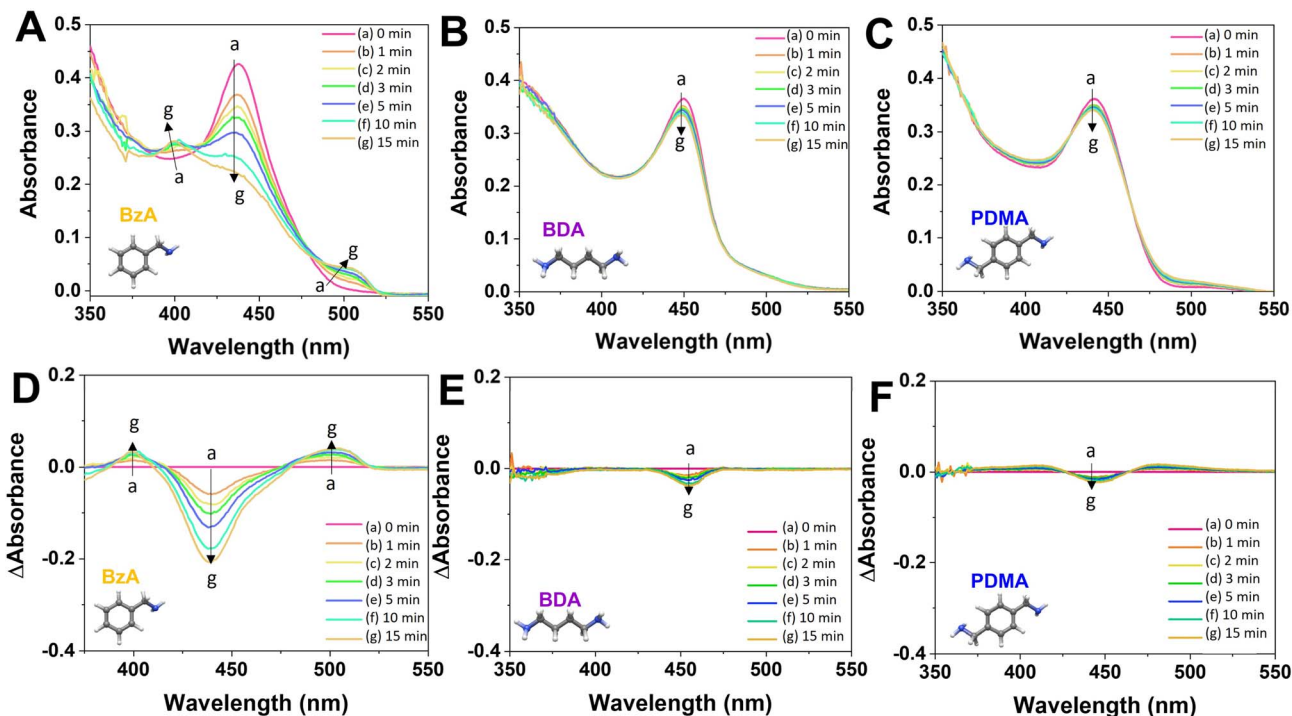 A
0.5
0.4
0.3
0.2
0.1
0.0
Absorbance
350
400
450
500
550
Wavelength (nm)
(a) 0 min
(b) 1 min
(c) 2 min
(d) 3 min
(e) 5 min
(f) 10 min
(g) 15 min
a
g
g
a
g
a
BzA
B
0.5
0.4
0.3
0.2
0.1
0.0
Absorbance
350
400
450
500
550
Wavelength (nm)
(a) 0 min
(b) 1 min
(c) 2 min
(d) 3 min
(e) 5 min
(f) 10 min
(g) 15 min
a
g
BDA
C
0.5
0.4
0.3
0.2
0.1
0.0
Absorbance
350
400
450
500
550
Wavelength (nm)
(a) 0 min
(b) 1 min
(c) 2 min
(d) 3 min
(e) 5 min
(f) 10 min
(g) 15 min
a
g
PDMA
D
0.2
0.0
-0.2
-0.4
ΔAbsorbance
400
450
500
550
Wavelength (nm)
g
a
a
g
g
a
(a) 0 min
(b) 1 min
(c) 2 min
(d) 3 min
(e) 5 min
(f) 10 min
(g) 15 min
BzA
E
0.2
0.0
-0.2
-0.4
ΔAbsorbance
350
400
450
500
550
Wavelength (nm)
a
g
(a) 0 min
(b) 1 min
(c) 2 min
(d) 3 min
(e) 5 min
(f) 10 min
(g) 15 min
BDA
F
0.2
0.0
-0.2
-0.4
ΔAbsorbance
350
400
450
500
550
Wavelength (nm)
a
g
(a) 0 min
(b) 1 min
(c) 2 min
(d) 3 min
(e) 5 min
(f) 10 min
(g) 15 min
PDMA